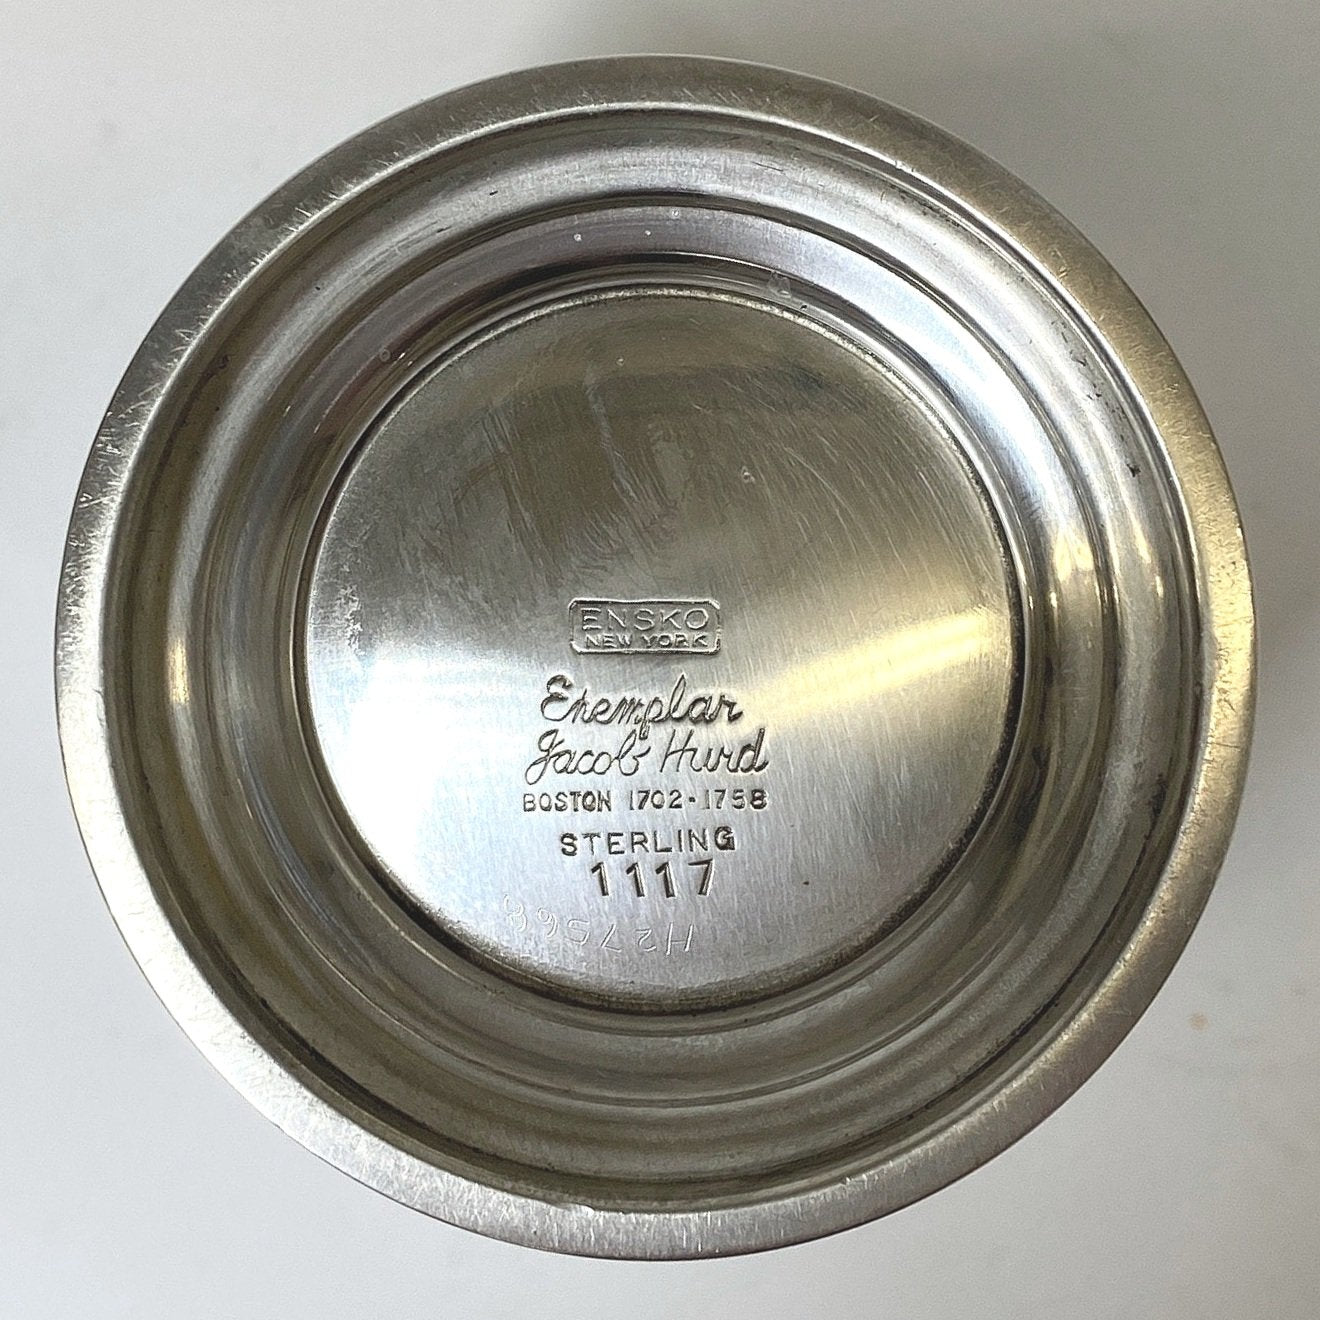 ENSKO
NEW YORK
Exemplar
Jacob Hurd
BOSTON 1702-1758
STERLING
1117
H27568